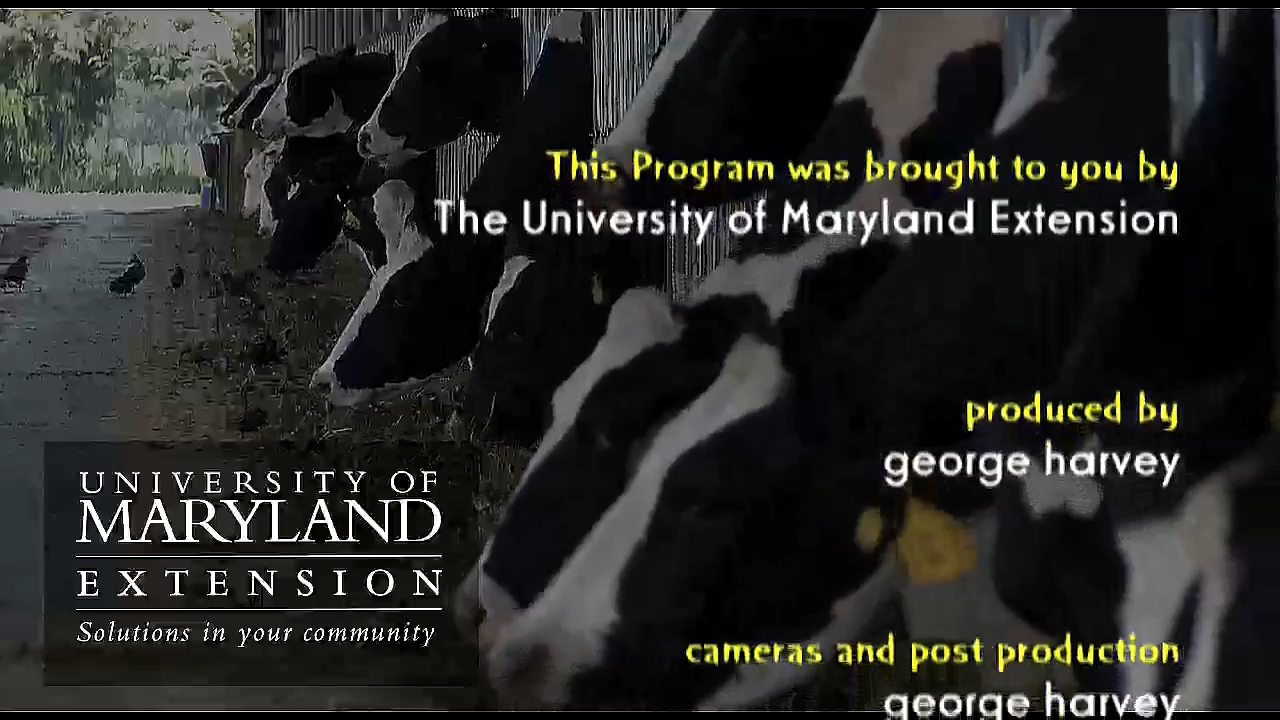 This Program was brought to you by
The University of Maryland Extension
produced by
george harvey
UNIVERSITY OF
MARYLAND
EXTENSION
Solutions in your community
cameras and post production
george harvey